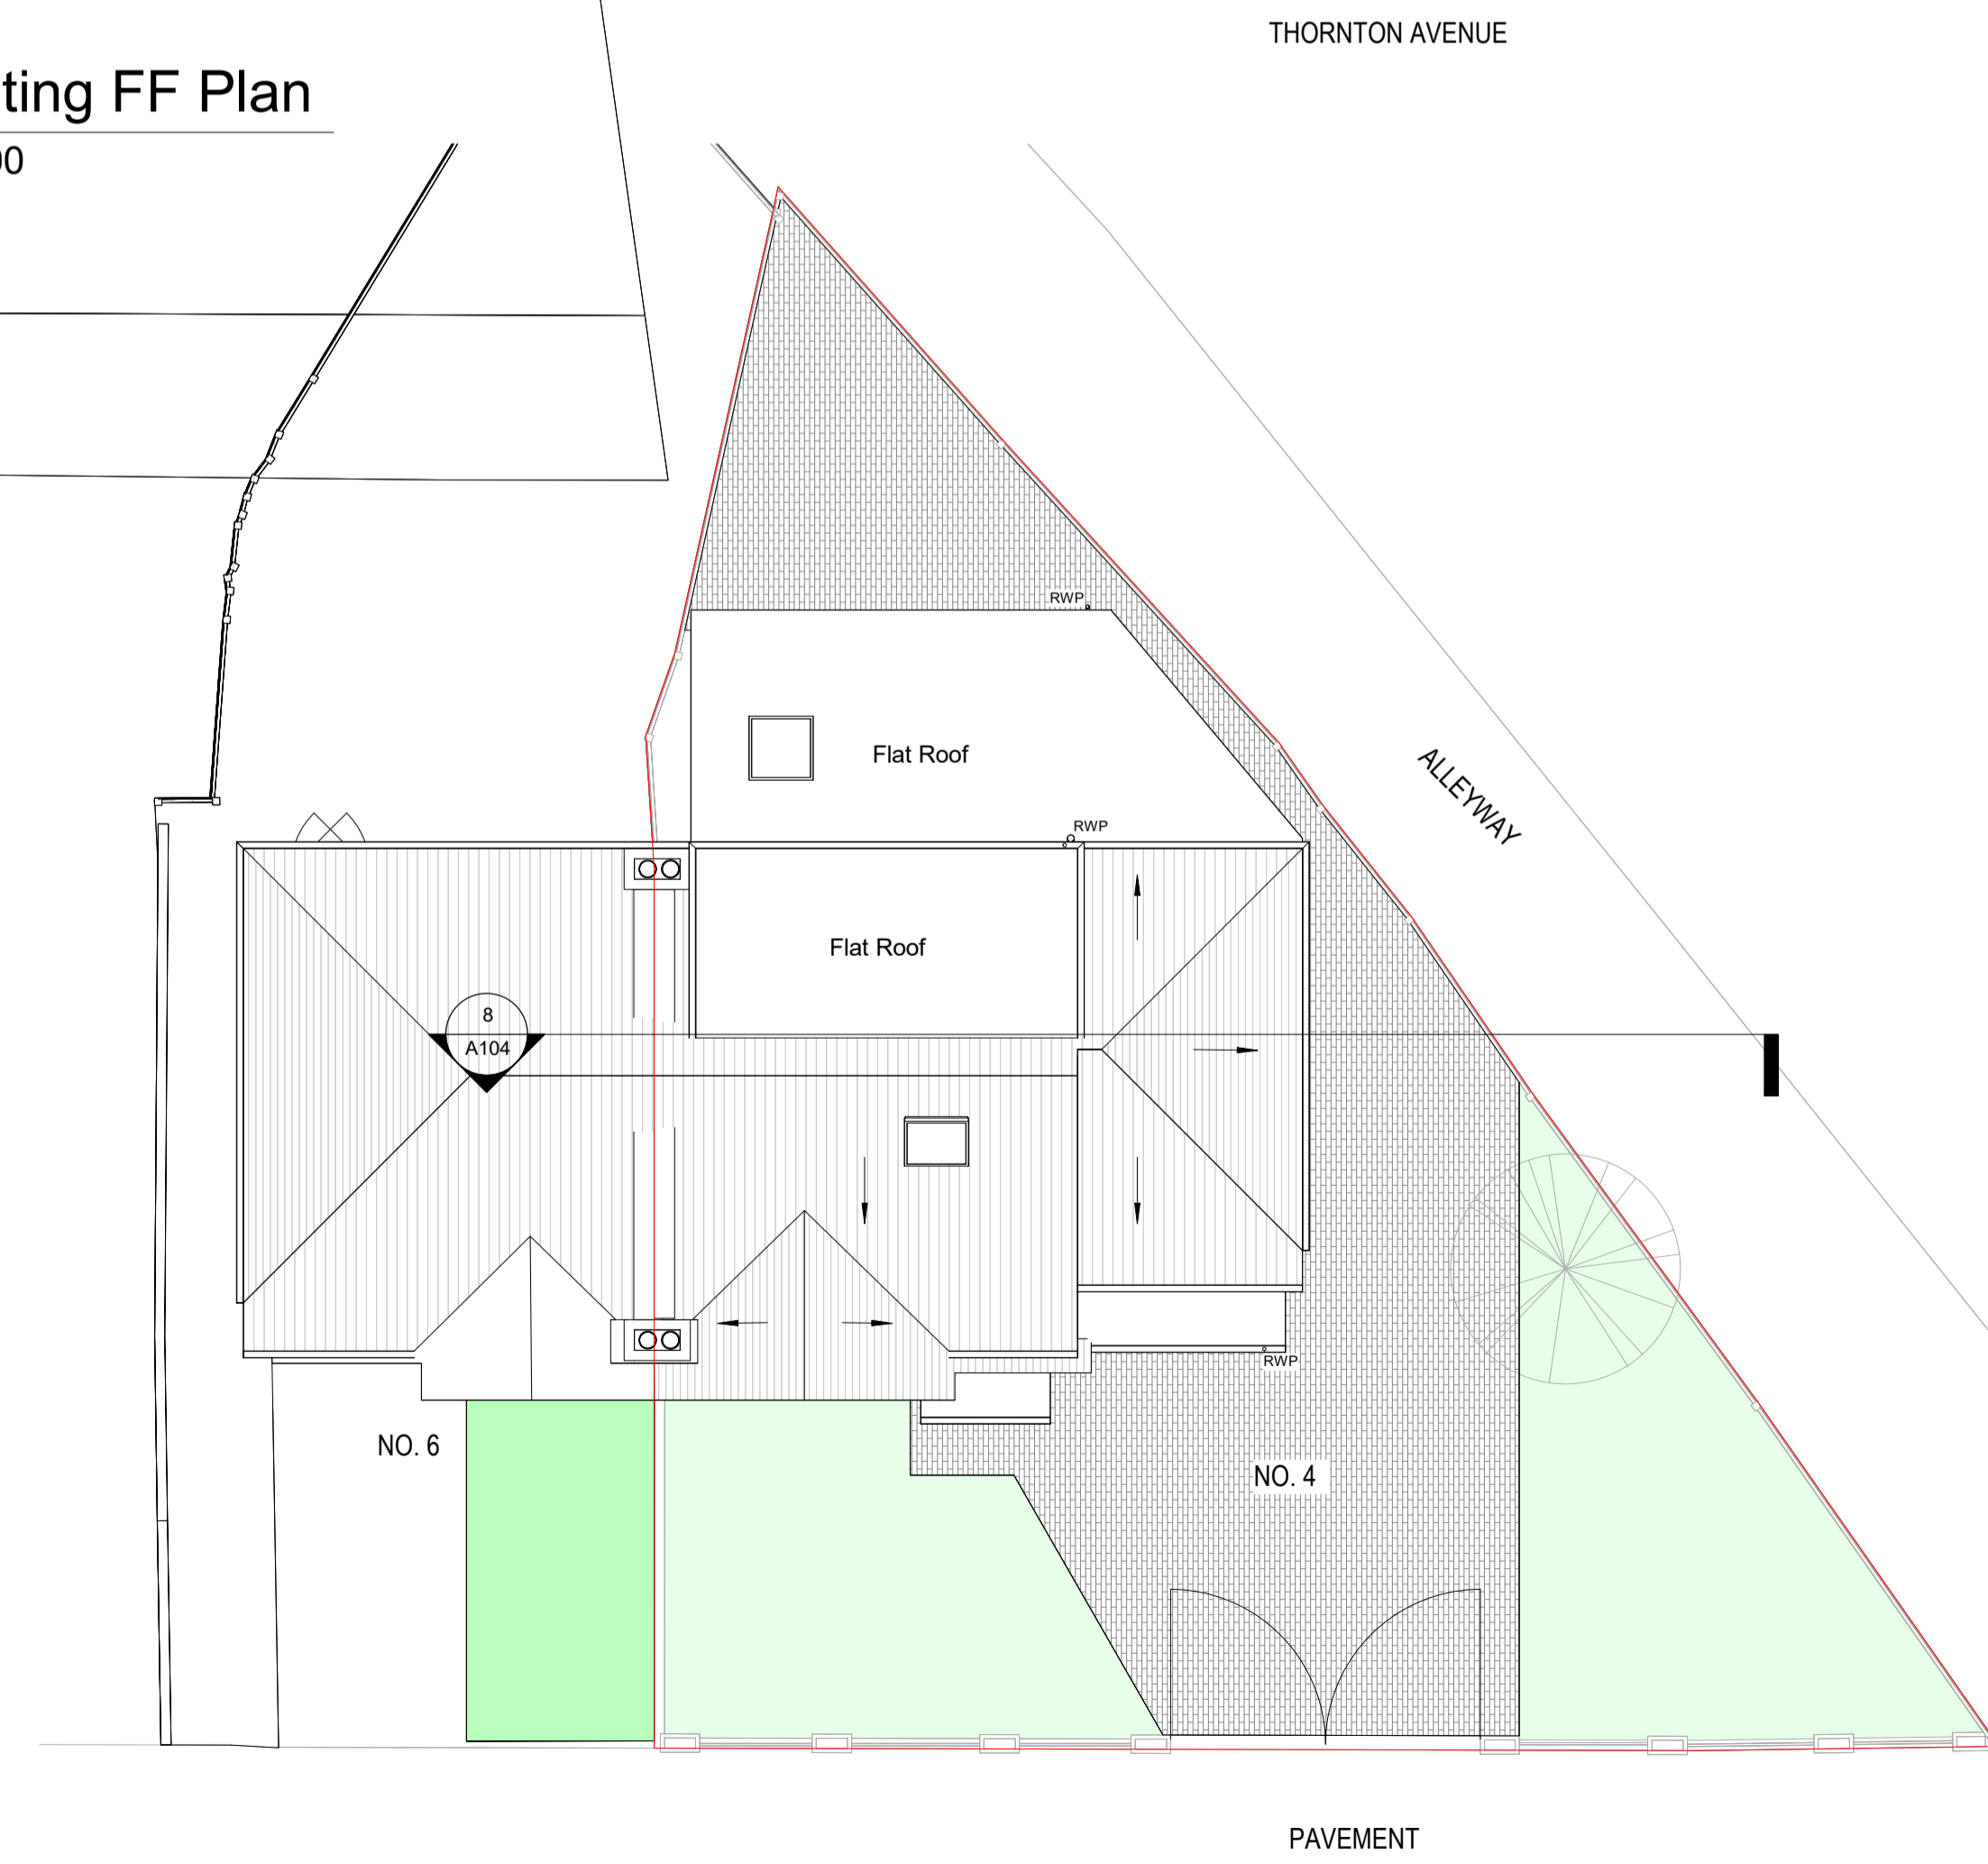 THORNTON AVENUE
ting FF Plan
00
RWP
Flat Roof
ALLEYWAY
RWP
Flat Roof
8
A104
RWP
NO. 6
NO. 4
PAVEMENT